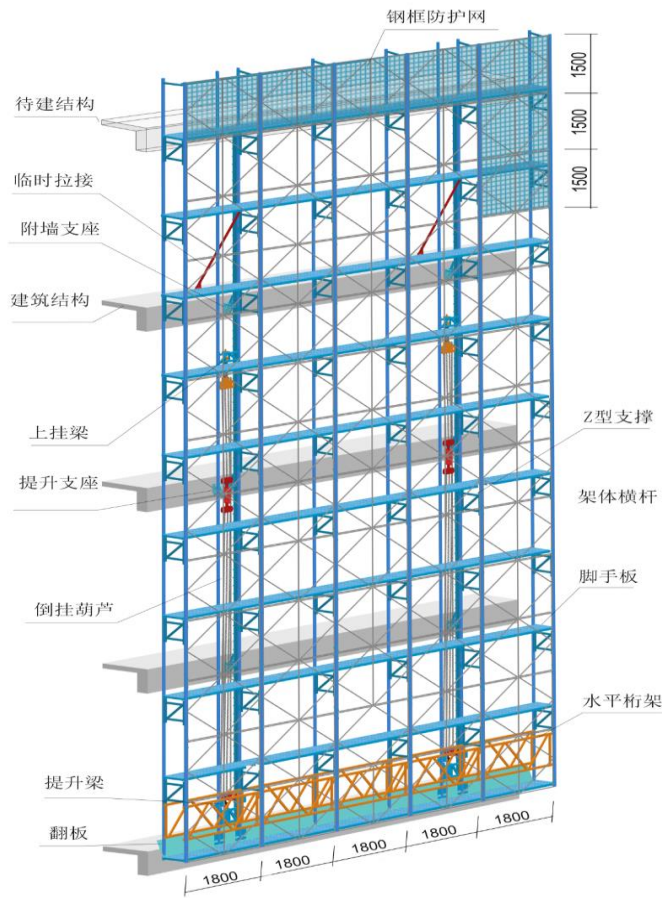 钢框防护网
1500
待建结构
1500
临时拉接
1500
附墙支座
建筑结构
Z型支撑
上挂梁
提升支座
架体横杆
脚手板
倒挂葫芦
水平桁架
提升梁
翻板
1800
1800
1800
1800
1800